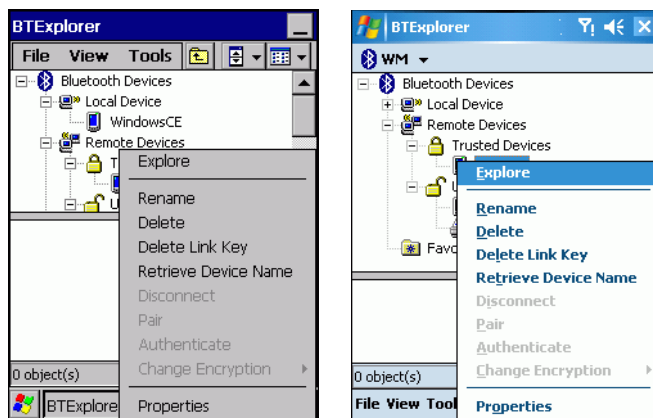 BTExplorer
File View Tools
Bluetooth Devices
Local Device
WindowsCE
Remote Devices
T
U
Explore
Rename
Delete
Delete Link Key
Retrieve Device Name
Disconnect
Pair
Authenticate
Change Encryption
Properties
0 object(s)
BTExplore
BTExplorer
WM
Bluetooth Devices
Local Device
Remote Devices
Trusted Devices
U
Favo
Explore
Rename
Delete
Delete Link Key
Retrieve Device Name
Disconnect
Pair
Authenticate
Change Encryption
Properties
0 object(s)
File View Tool